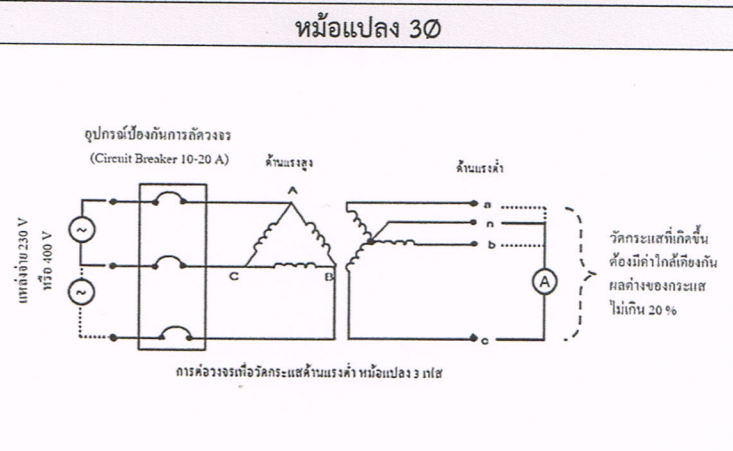 หม้อแปลง 3Ø
อุปกรณ์ป้องกันการลัดวงจร
(Circuit Breaker 10-20 A)
ด้านแรงสูง
ด้านแรงต่ำ
A
a
n
b
C
B
c
A
~
~
แหล่งจ่าย 230 V
หรือ 400 V
วัดกระแสที่เกิดขึ้น
ต้องมีค่าใกล้เคียงกัน
ผลต่างของกระแส
ไม่เกิน 20 %
การต่อวงจรเพื่อวัดกระแสด้านแรงต่ำ หม้อแปลง 3 เฟส